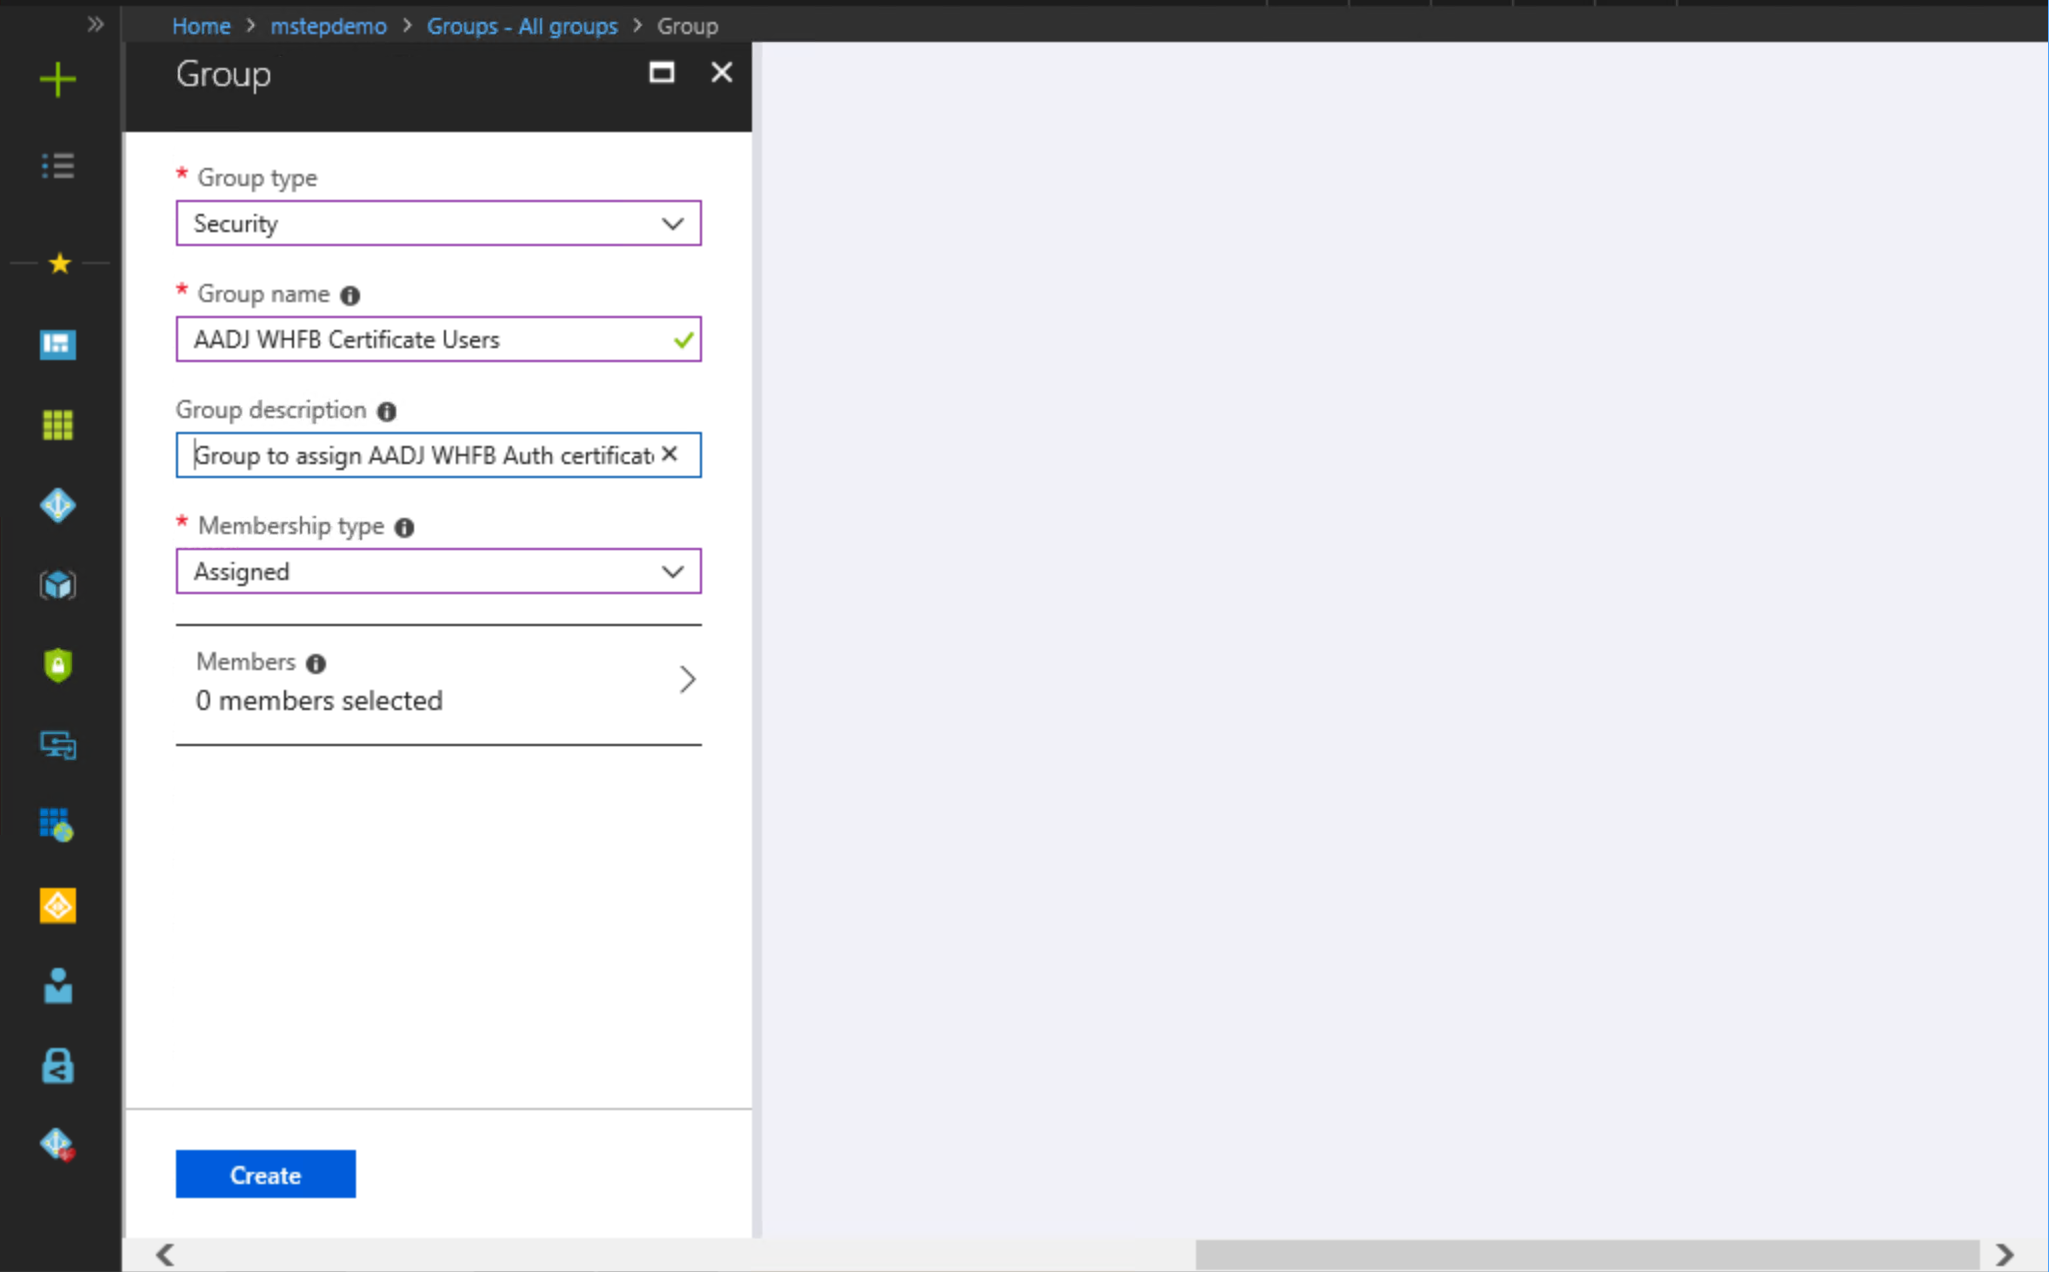 Home > mstepdemo > Groups - All groups > Group
Group
* Group type
Security
* Group name
AADJ WHFB Certificate Users
Group description
Group to assign AADJ WHFB Auth certificat
* Membership type
Assigned
Members
0 members selected
Create